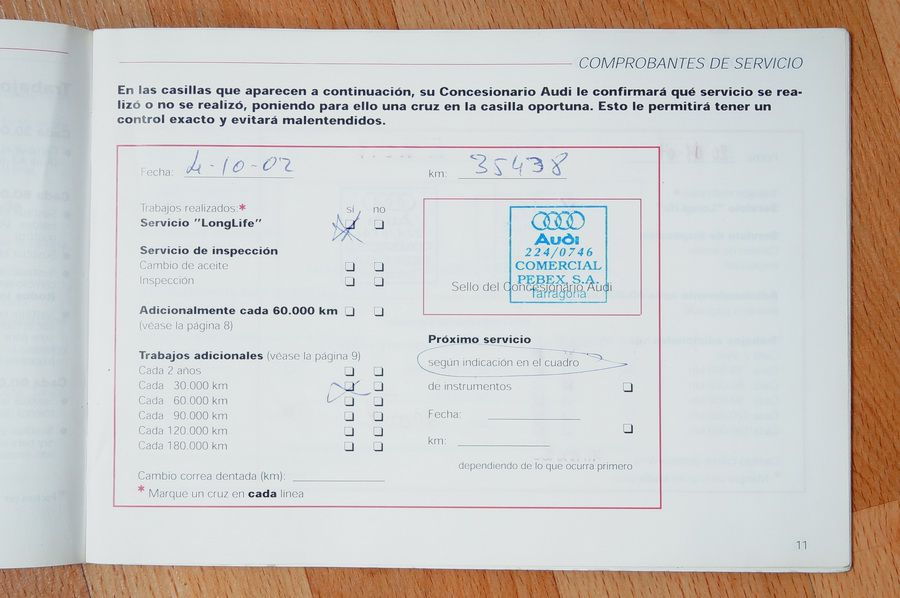 COMPROBANTES DE SERVICIO
En las casillas que aparecen a continuación, su Concesionario Audi le confirmará qué servicio se rea-
lizó o no se realizó, poniendo para ello una cruz en la casilla oportuna. Esto le permitirá tener un
control exacto y evitará malentendidos.
Fecha: 4-10-02
km: 35438
Trabajos realizados:* sí no
Servicio "LongLife"
Servicio de inspección
Cambio de aceite
Inspección
Adicionalmente cada 60.000 km
(véase la página 8)
Trabajos adicionales (véase la página 9)
Cada 2 años
Cada 30.000 km
Cada 60.000 km
Cada 90.000 km
Cada 120.000 km
Cada 180.000 km
Cambio correa dentada (km):
* Marque un cruz en cada linea
Audi
224/0746
COMERCIAL
PEBEX, S.A.
Sello del Concesionario Audi
Tarragona
Próximo servicio
según indicación en el cuadro
de instrumentos
Fecha:
km:
dependiendo de lo que ocurra primero
11